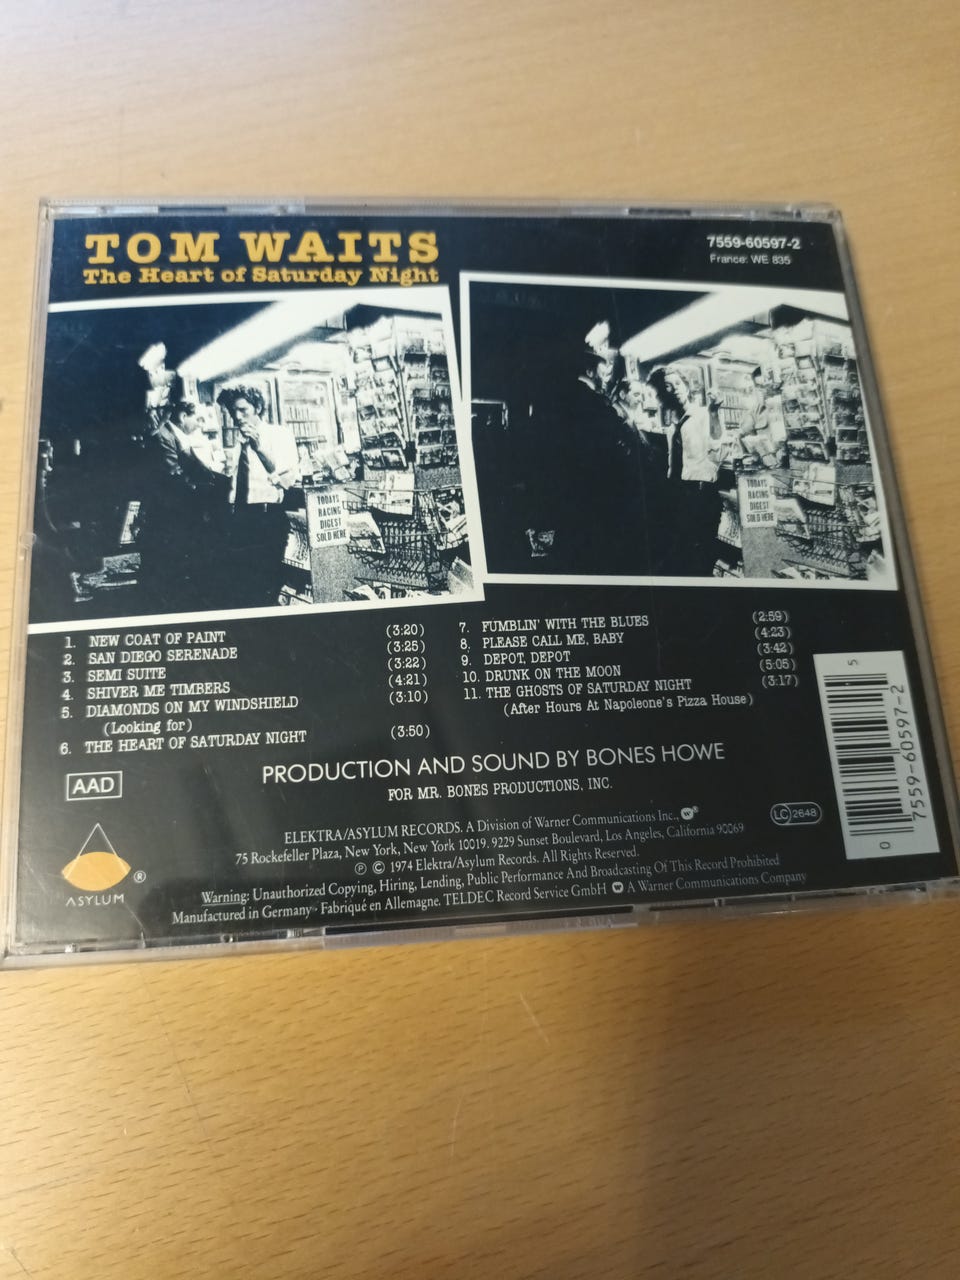 TOM WAITS
The Heart of Saturday Night
7559-60597-2
France: WE 835
TODAYS
RACING
DIGEST
SOLD HERE
TODAYS
RACING
DIGEST
SOLD HERE
1. NEW COAT OF PAINT (3:20)
2. SAN DIEGO SERENADE (3:25)
3. SEMI SUITE (3:22)
4. SHIVER ME TIMBERS (4:21)
5. DIAMONDS ON MY WINDSHIELD (3:10)
(Looking for)
6. THE HEART OF SATURDAY NIGHT (3:50)
7. FUMBLIN' WITH THE BLUES (2:59)
8. PLEASE CALL ME, BABY (4:23)
9. DEPOT, DEPOT (3:42)
10. DRUNK ON THE MOON (5:05)
11. THE GHOSTS OF SATURDAY NIGHT (3:17)
(After Hours At Napoleone's Pizza House)
PRODUCTION AND SOUND BY BONES HOWE
FOR MR. BONES PRODUCTIONS, INC.
AAD
ASYLUM ®
ELEKTRA/ASYLUM RECORDS. A Division of Warner Communications Inc.,
75 Rockefeller Plaza, New York, New York 10019. 9229 Sunset Boulevard, Los Angeles, California 90069
℗ © 1974 Elektra/Asylum Records. All Rights Reserved.
Warning: Unauthorized Copying, Hiring, Lending, Public Performance And Broadcasting Of This Record Prohibited
Manufactured in Germany - Fabriqué en Allemagne. TELDEC Record Service GmbH A Warner Communications Company
LC 2648
5
0 7559-60597-2